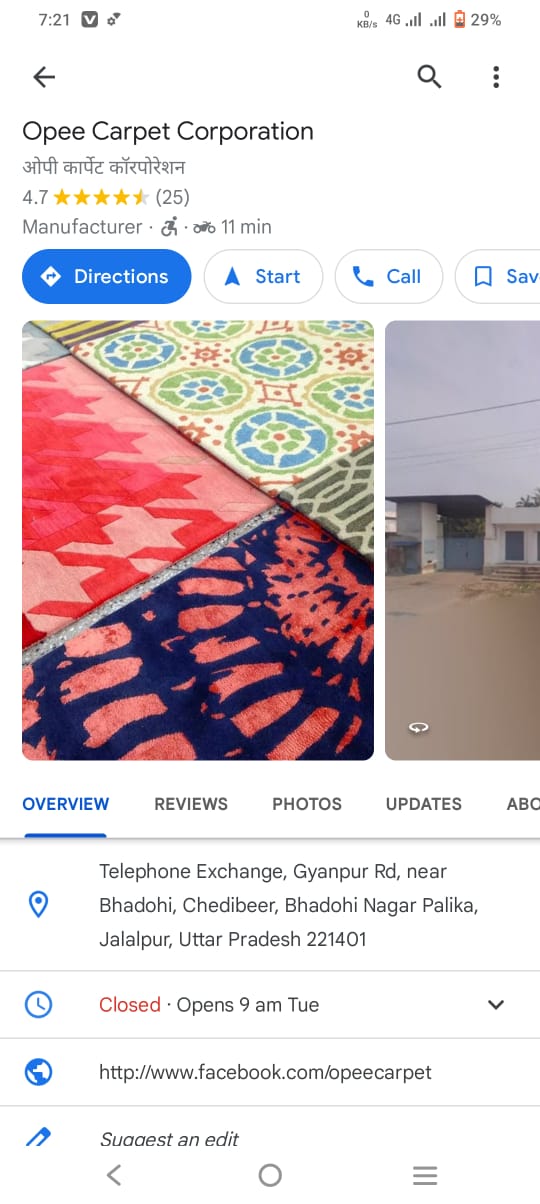 7:21 0 KB/s 4G 29%
Opee Carpet Corporation
ओपी कार्पेट कॉरपोरेशन
4.7 (25)
Manufacturer · · 11 min
Directions Start Call Sav
OVERVIEW REVIEWS PHOTOS UPDATES ABO
Telephone Exchange, Gyanpur Rd, near
Bhadohi, Chedibeer, Bhadohi Nagar Palika,
Jalalpur, Uttar Pradesh 221401
Closed · Opens 9 am Tue
http://www.facebook.com/opeecarpet
Suggest an edit